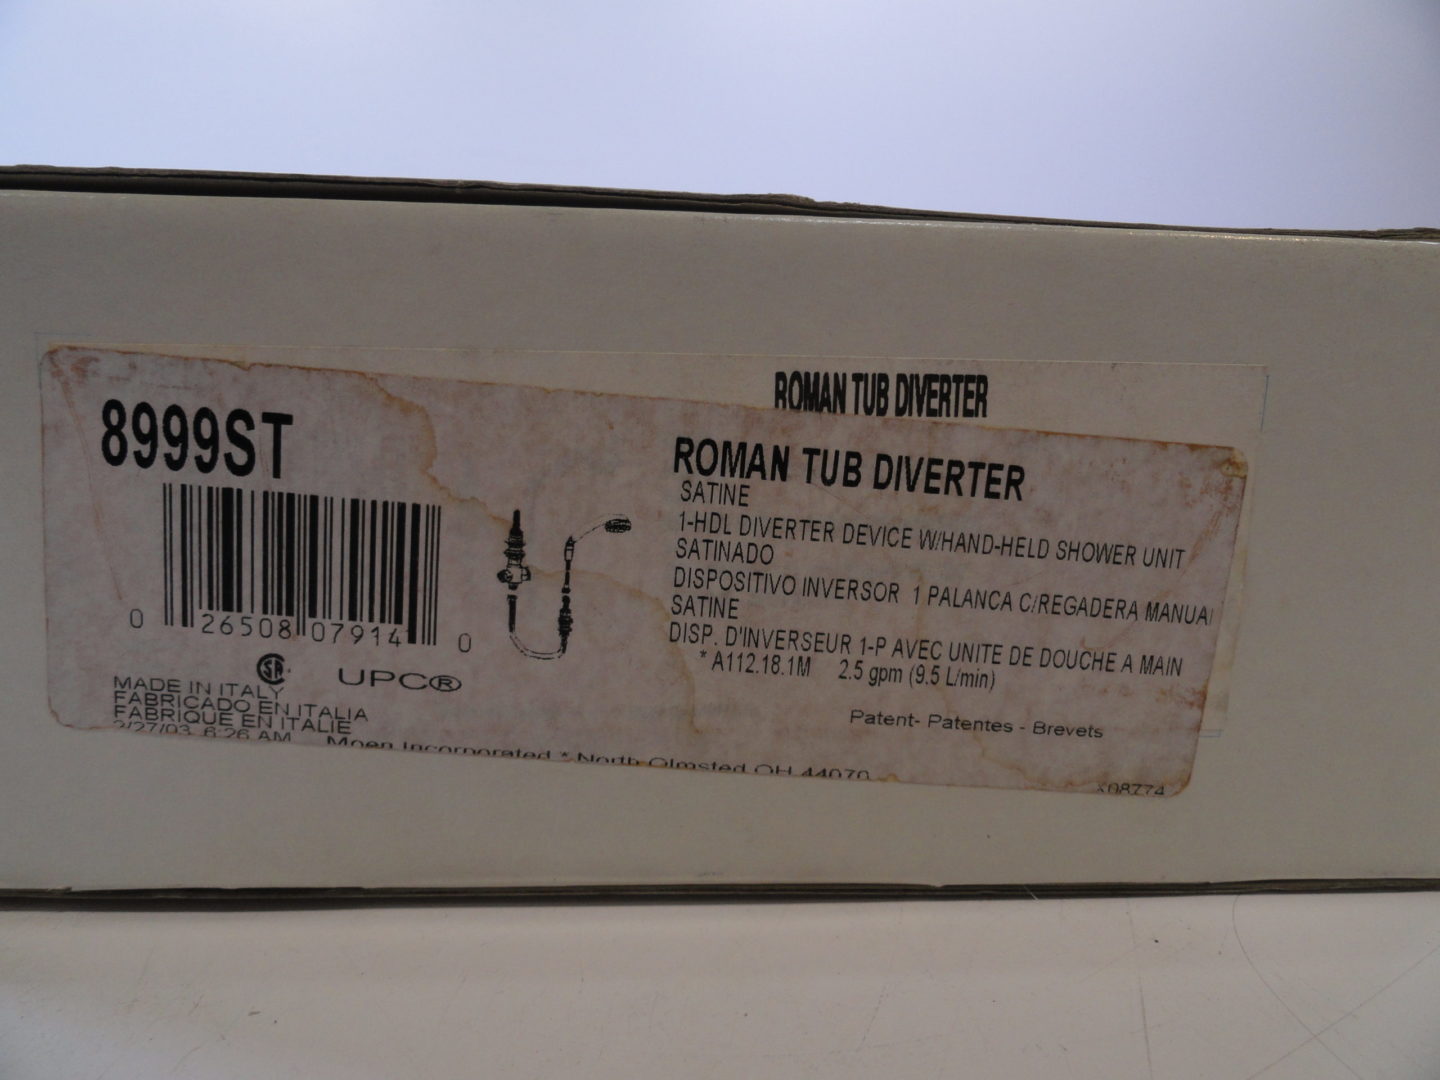 ROMAN TUB DIVERTER
8999ST
ROMAN TUB DIVERTER
SATINE
1-HDL DIVERTER DEVICE W/HAND-HELD SHOWER UNIT
SATINADO
DISPOSITIVO INVERSOR 1 PALANCA C/REGADERA MANUAL
SATINE
DISP. D'INVERSEUR 1-P AVEC UNITE DE DOUCHE A MAIN
* A112.18.1M 2.5 gpm (9.5 L/min)
0 26508 07914 0
UPC®
MADE IN ITALY
FABRICADO EN ITALIA
FABRIQUE EN ITALIE
2/27/03 6:26 AM
Patent- Patentes - Brevets
Moen Incorporated * North Olmsted OH 44070